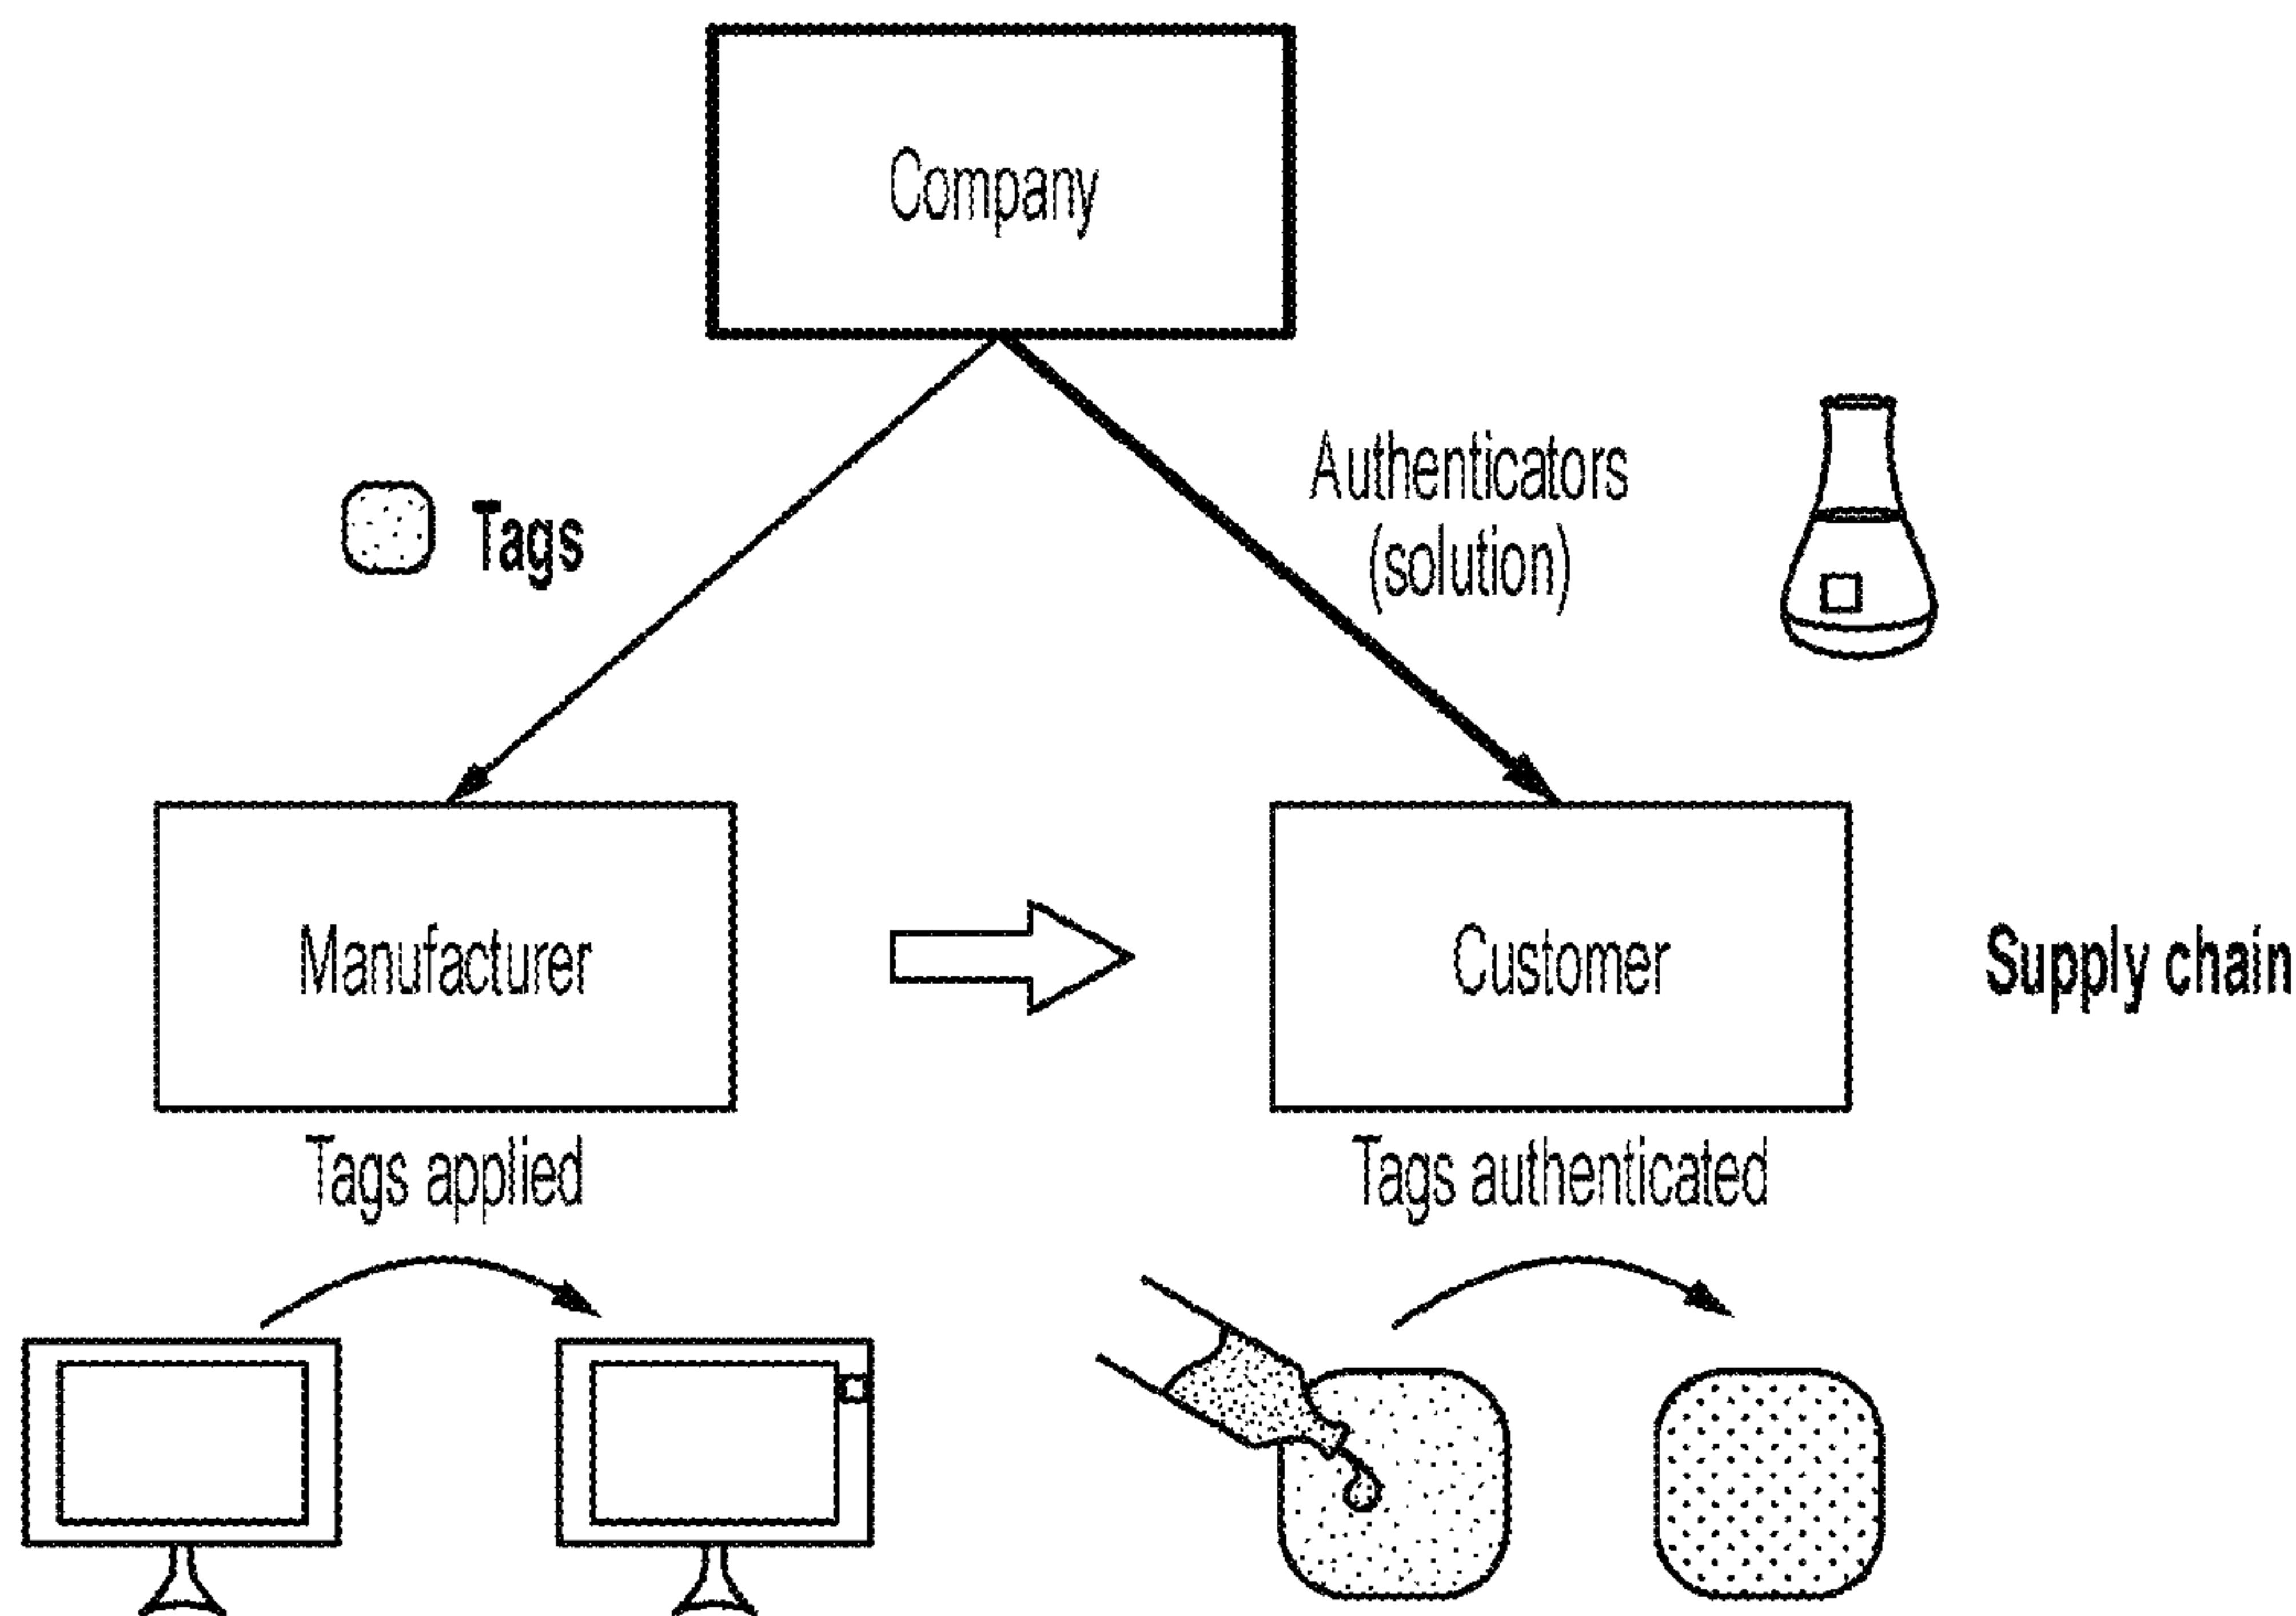 Company
Authenticators
(solution)
Tags
Manufacturer
Customer
Supply chain
Tags applied
Tags authenticated